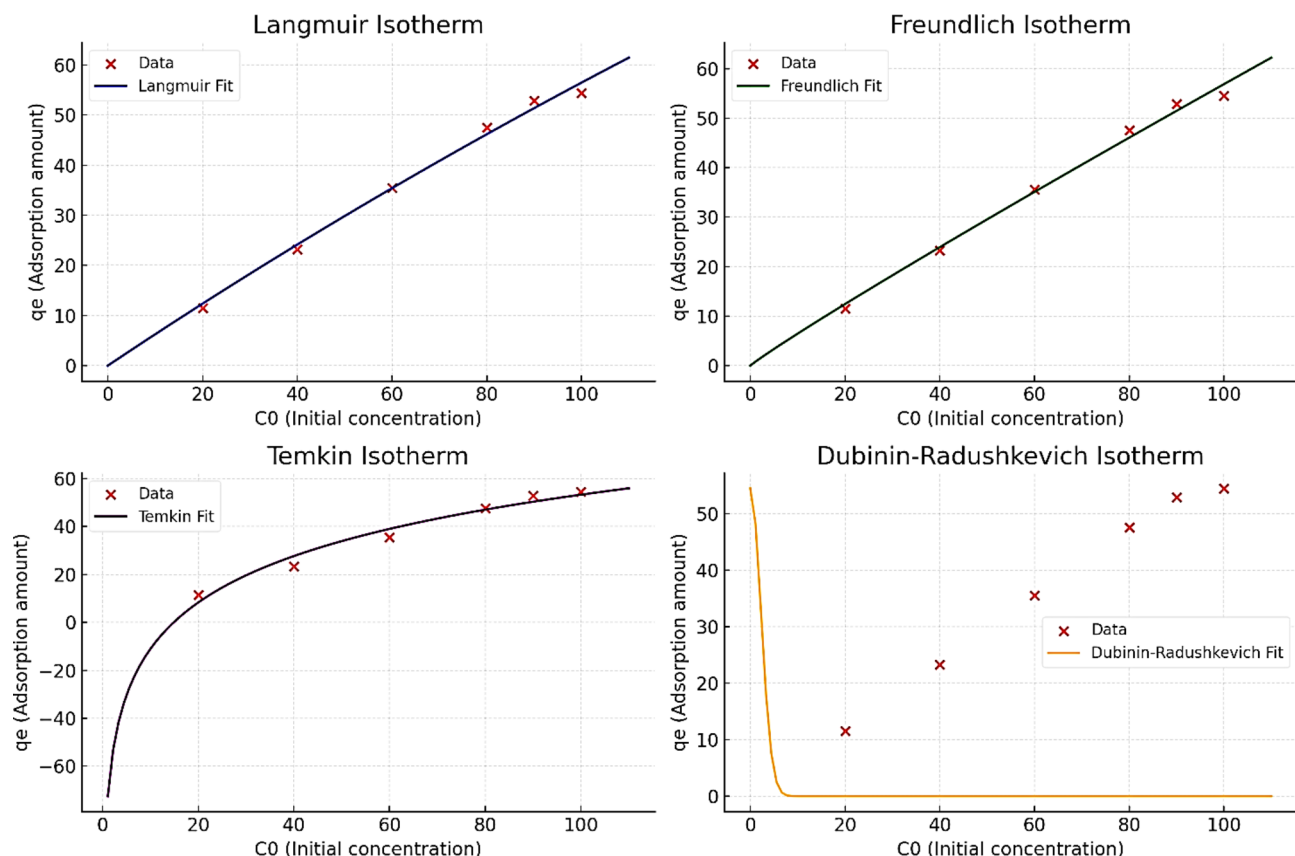 Langmuir Isotherm
Data
Langmuir Fit
60
50
40
30
20
10
0
qe (Adsorption amount)
0 20 40 60 80 100
C0 (Initial concentration)
Freundlich Isotherm
Data
Freundlich Fit
60
50
40
30
20
10
0
qe (Adsorption amount)
0 20 40 60 80 100
C0 (Initial concentration)
Temkin Isotherm
Data
Temkin Fit
60
40
20
0
−20
−40
−60
qe (Adsorption amount)
0 20 40 60 80 100
C0 (Initial concentration)
Dubinin-Radushkevich Isotherm
50
40
30
20
10
0
qe (Adsorption amount)
Data
Dubinin-Radushkevich Fit
0 20 40 60 80 100
C0 (Initial concentration)